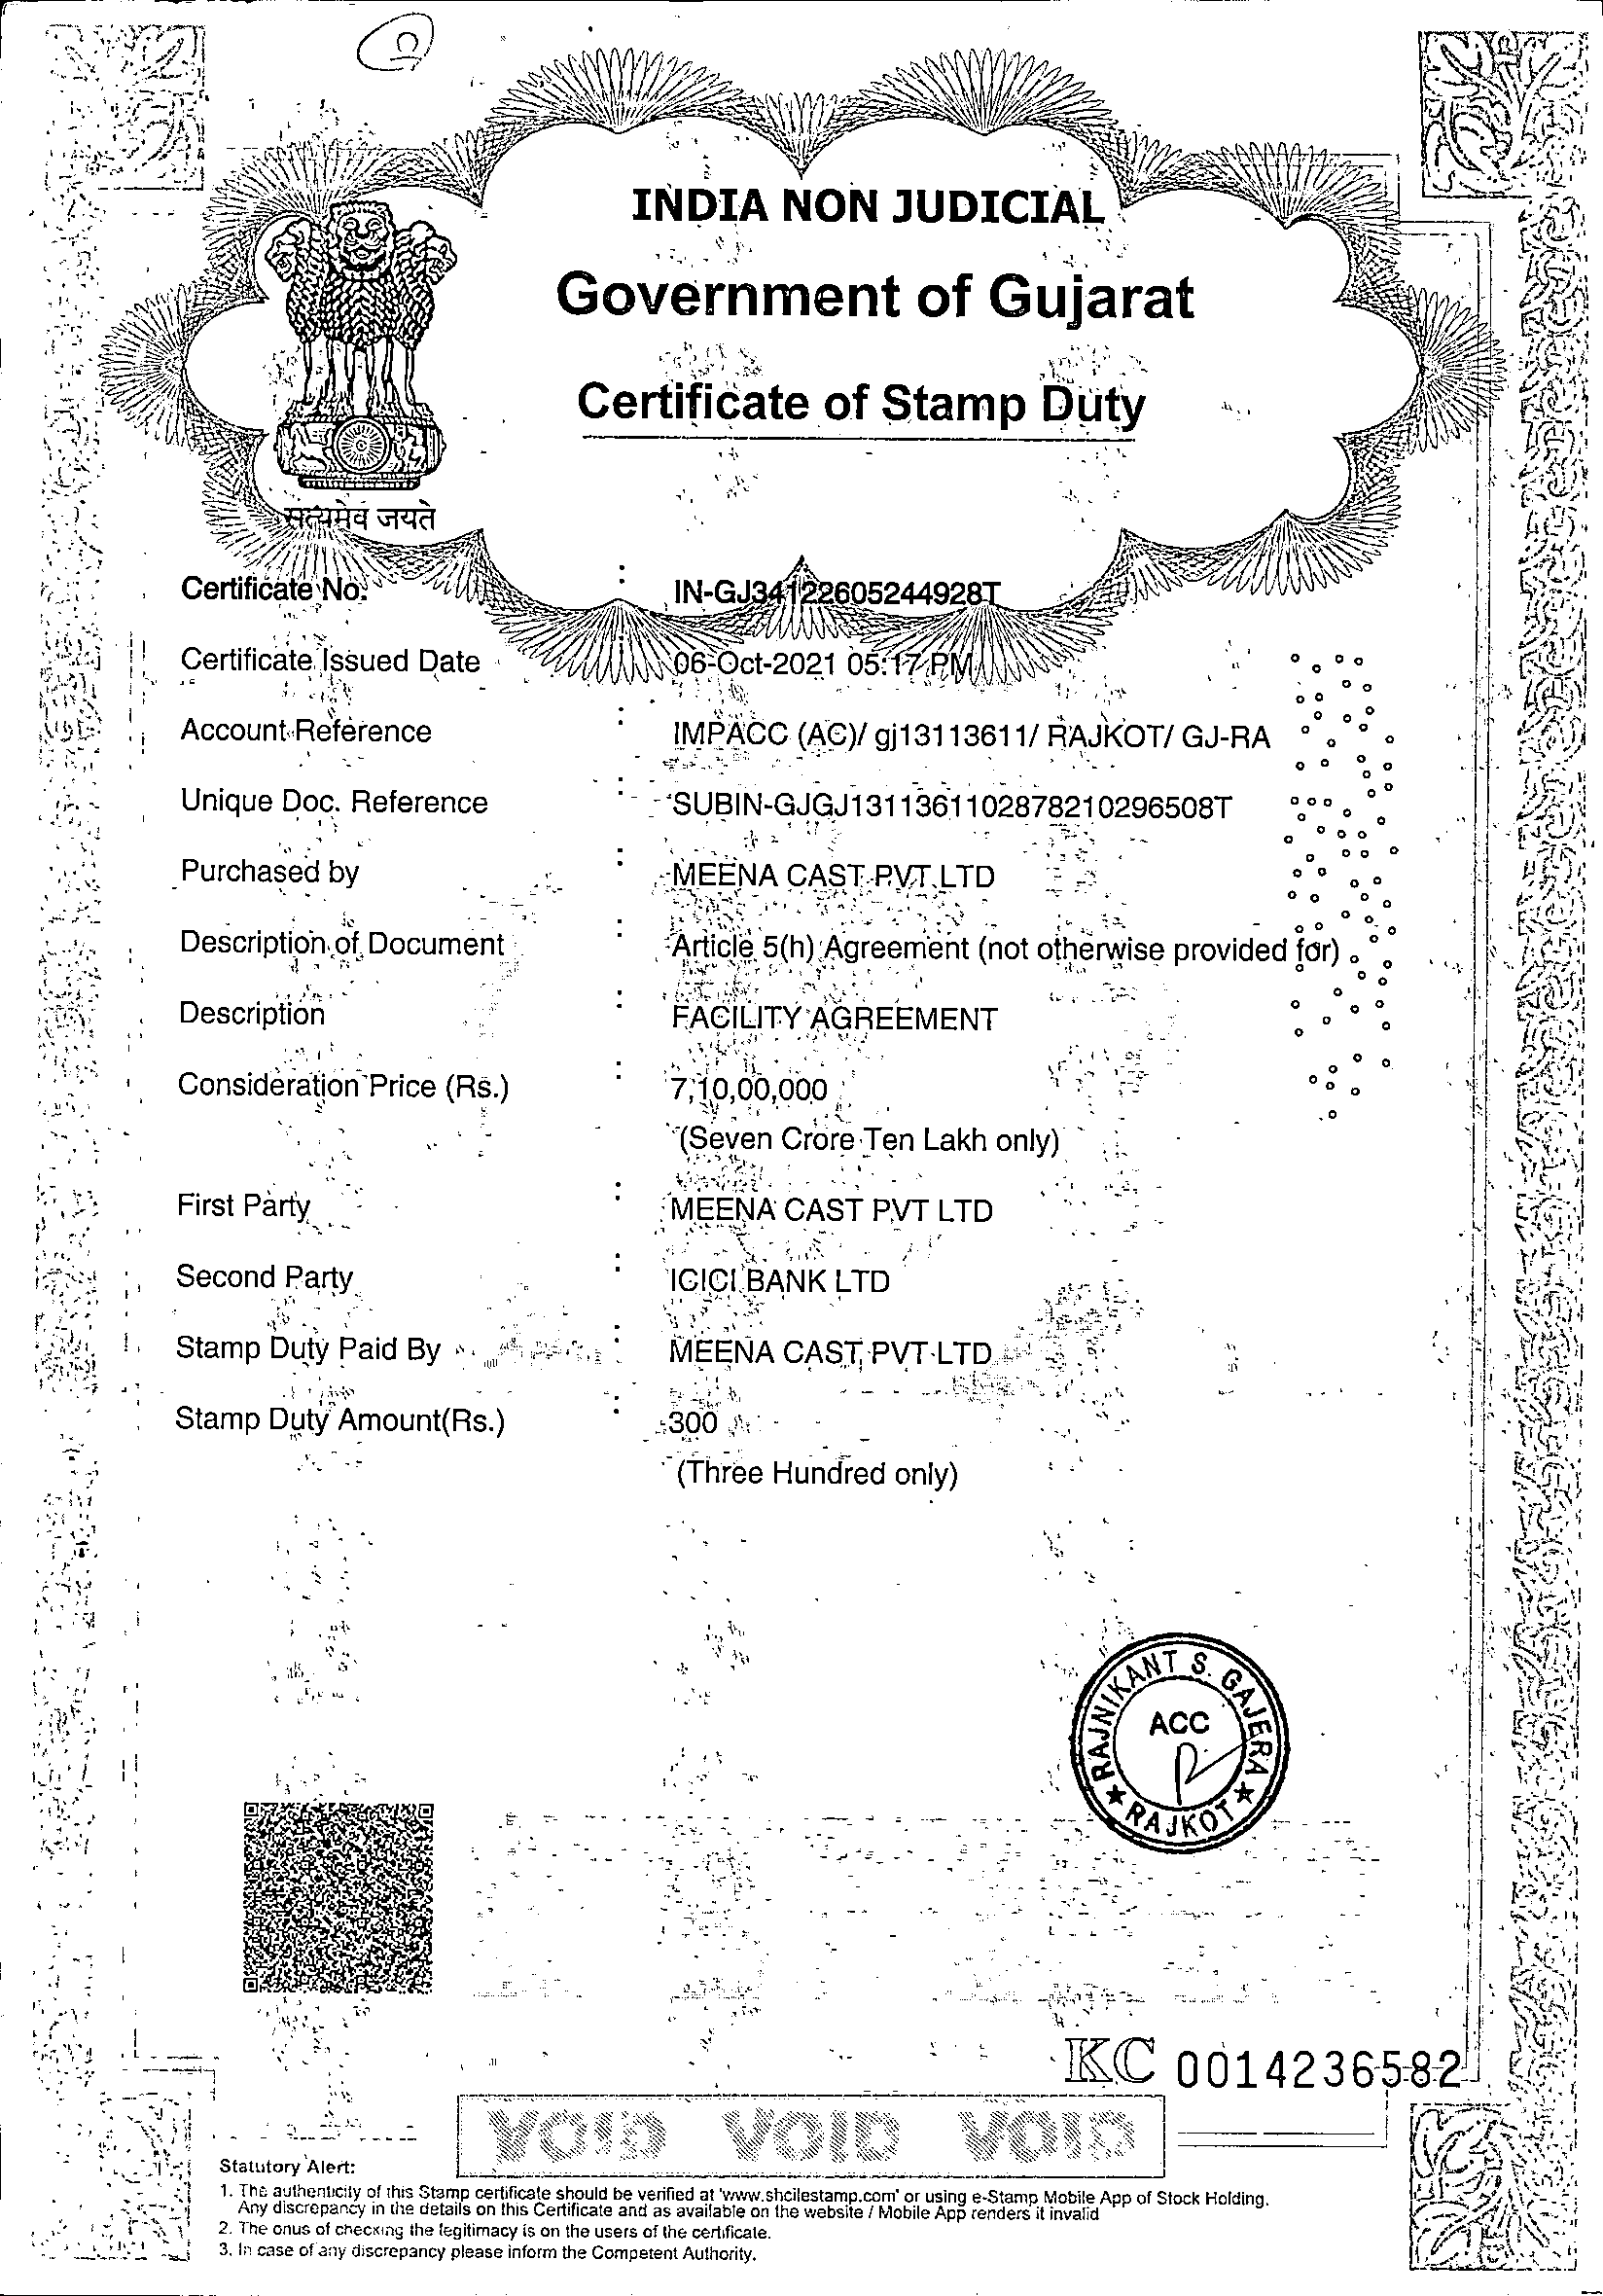 INDIA NON JUDICIAL
Government of Gujarat
Certificate of Stamp Duty
सत्यमेव जयते
Certificate No. : IN-GJ34122605244928T
Certificate Issued Date : 06-Oct-2021 05:17 PM
Account Reference : IMPACC (AC)/ gj13113611/ RAJKOT/ GJ-RA
Unique Doc. Reference : SUBIN-GJGJ1311361102878210296508T
Purchased by : MEENA CAST PVT LTD
Description of Document : Article 5(h) Agreement (not otherwise provided for)
Description : FACILITY AGREEMENT
Consideration Price (Rs.) : 7,10,00,000
(Seven Crore Ten Lakh only)
First Party : MEENA CAST PVT LTD
Second Party : ICICI BANK LTD
Stamp Duty Paid By : MEENA CAST PVT LTD
Stamp Duty Amount(Rs.) : 300
(Three Hundred only)
RAJNIKANT S. GAJERA
ACC
RAJKOT
KC 0014236582
VOID VOID VOID
Statutory Alert:
1. The authenticity of this Stamp certificate should be verified at 'www.shcilestamp.com' or using e-Stamp Mobile App of Stock Holding.
Any discrepancy in the details on this Certificate and as available on the website / Mobile App renders it invalid
2. The onus of checking the legitimacy is on the users of the certificate.
3. In case of any discrepancy please inform the Competent Authority.